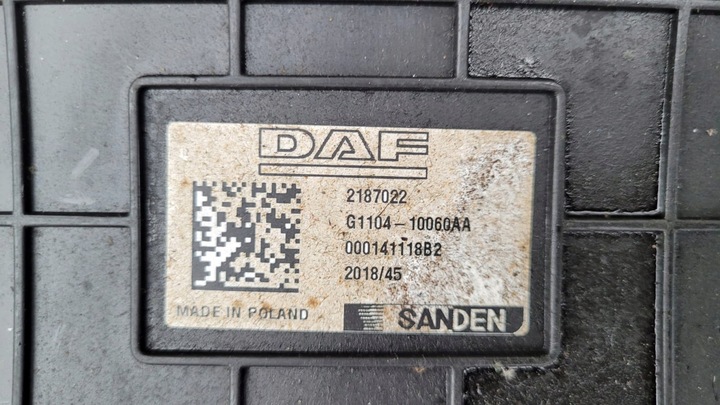 DAF
2187022
G1104-10060AA
000141118B2
2018/45
MADE IN POLAND
SANDEN